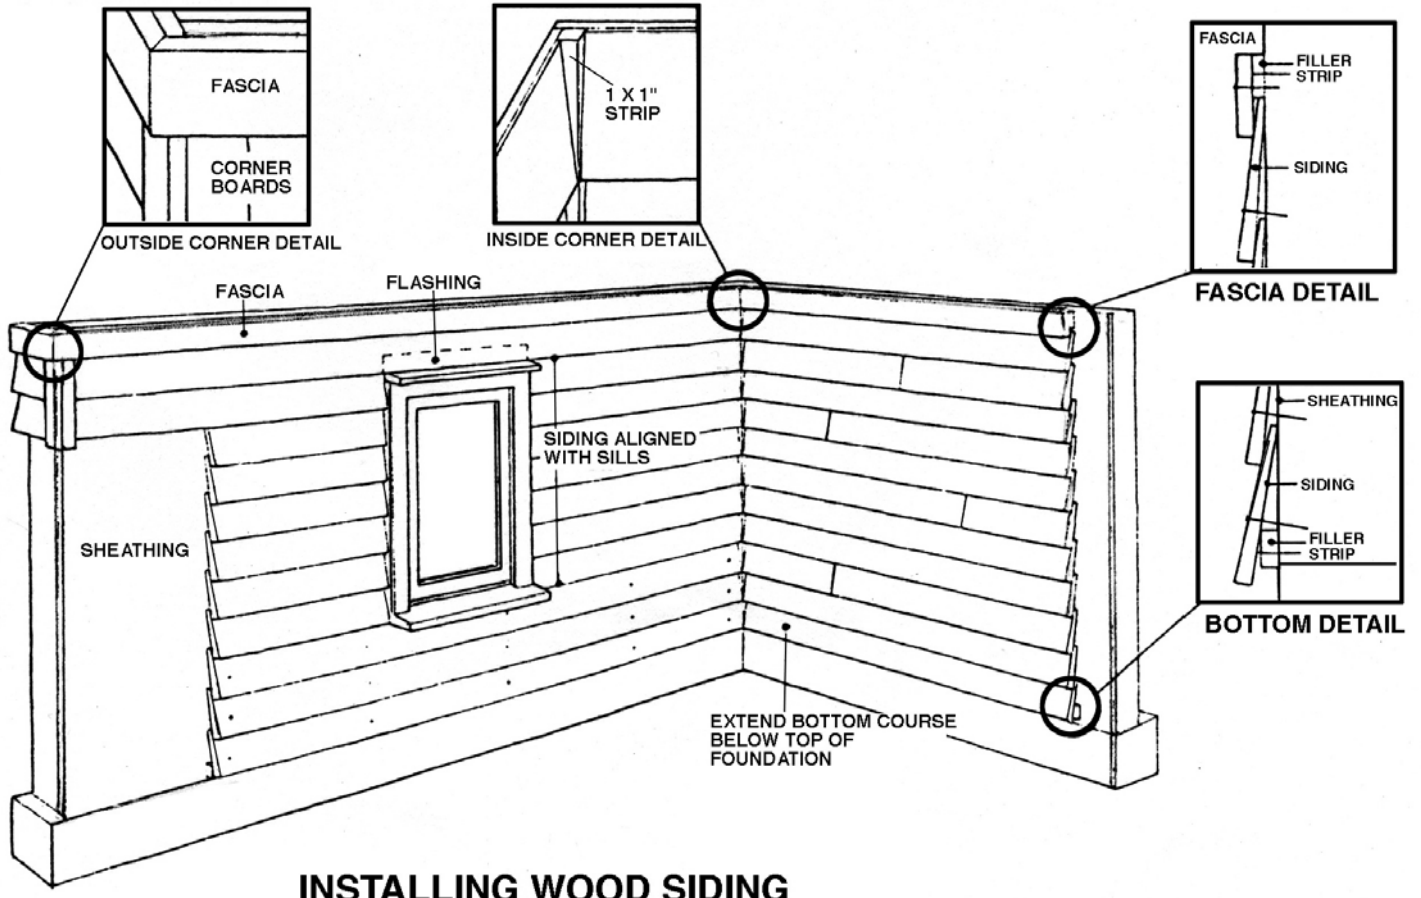 FASCIA
CORNER
BOARDS
OUTSIDE CORNER DETAIL
1 X 1"
STRIP
INSIDE CORNER DETAIL
FASCIA
FILLER
STRIP
SIDING
FASCIA DETAIL
FASCIA
FLASHING
SIDING ALIGNED
WITH SILLS
SHEATHING
SHEATHING
SIDING
FILLER
STRIP
BOTTOM DETAIL
EXTEND BOTTOM COURSE
BELOW TOP OF
FOUNDATION
INSTALLING WOOD SIDING